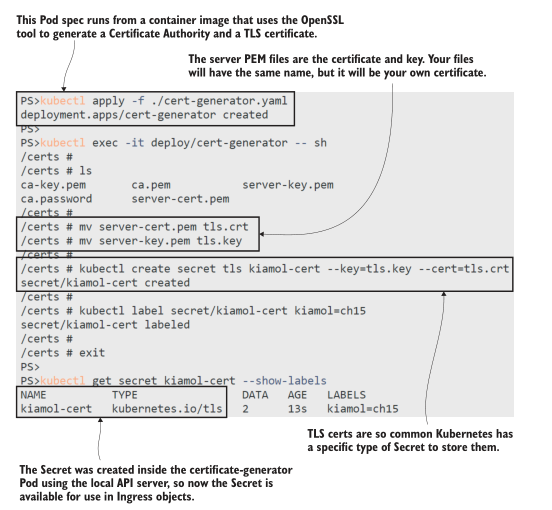 This Pod spec runs from a container image that uses the OpenSSL
tool to generate a Certificate Authority and a TLS certificate.
The server PEM files are the certificate and key. Your files
will have the same name, but it will be your own certificate.
PS>kubectl apply -f ./cert-generator.yaml
deployment.apps/cert-generator created
PS>
PS>kubectl exec -it deploy/cert-generator -- sh
/certs #
/certs # ls
ca-key.pem ca.pem server-key.pem
ca.password server-cert.pem
/certs #
/certs # mv server-cert.pem tls.crt
/certs # mv server-key.pem tls.key
/certs #
/certs # kubectl create secret tls kiamol-cert --key=tls.key --cert=tls.crt
secret/kiamol-cert created
/certs #
/certs # kubectl label secret/kiamol-cert kiamol=ch15
secret/kiamol-cert labeled
/certs #
/certs # exit
PS>
PS>kubectl get secret kiamol-cert --show-labels
NAME TYPE DATA AGE LABELS
kiamol-cert kubernetes.io/tls 2 13s kiamol=ch15
TLS certs are so common Kubernetes has
a specific type of Secret to store them.
The Secret was created inside the certificate-generator
Pod using the local API server, so now the Secret is
available for use in Ingress objects.